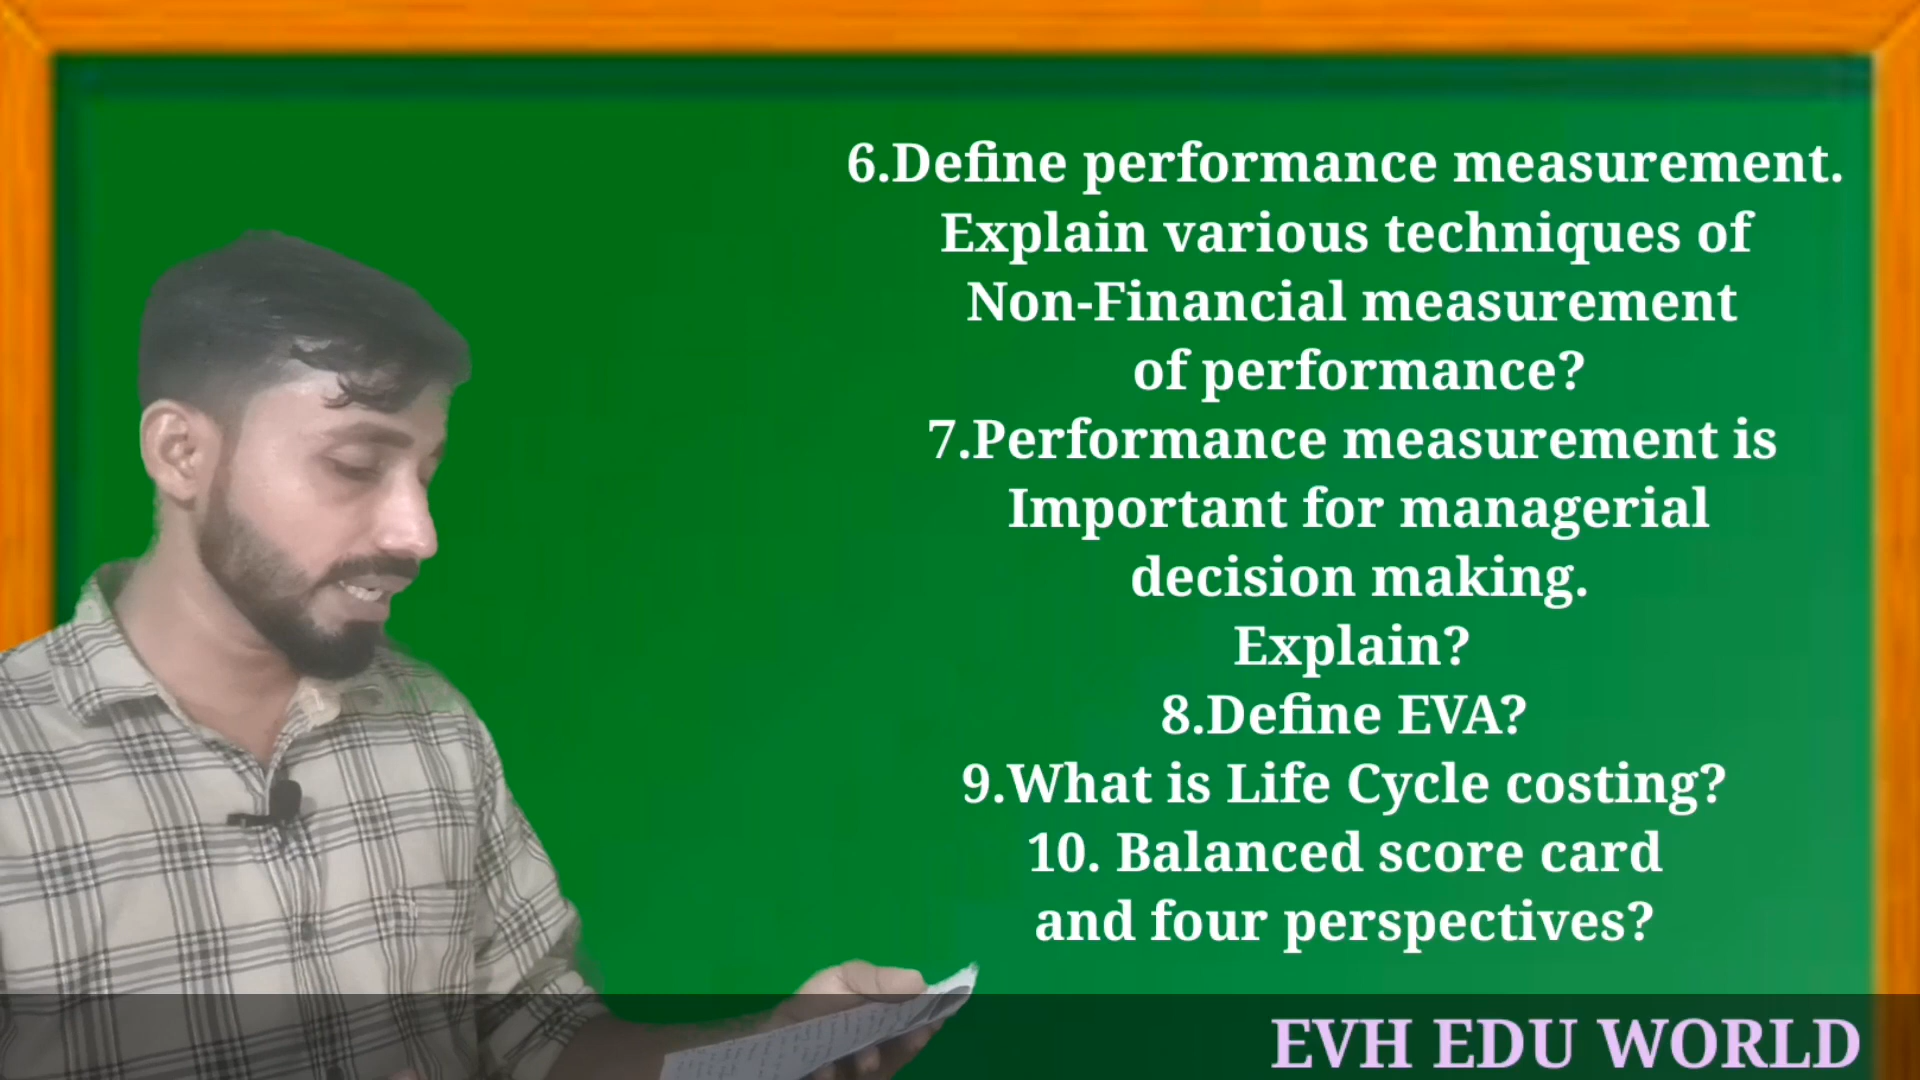 6.Define performance measurement.
Explain various techniques of
Non-Financial measurement
of performance?
7.Performance measurement is
Important for managerial
decision making.
Explain?
8.Define EVA?
9.What is Life Cycle costing?
10. Balanced score card
and four perspectives?
EVH EDU WORLD